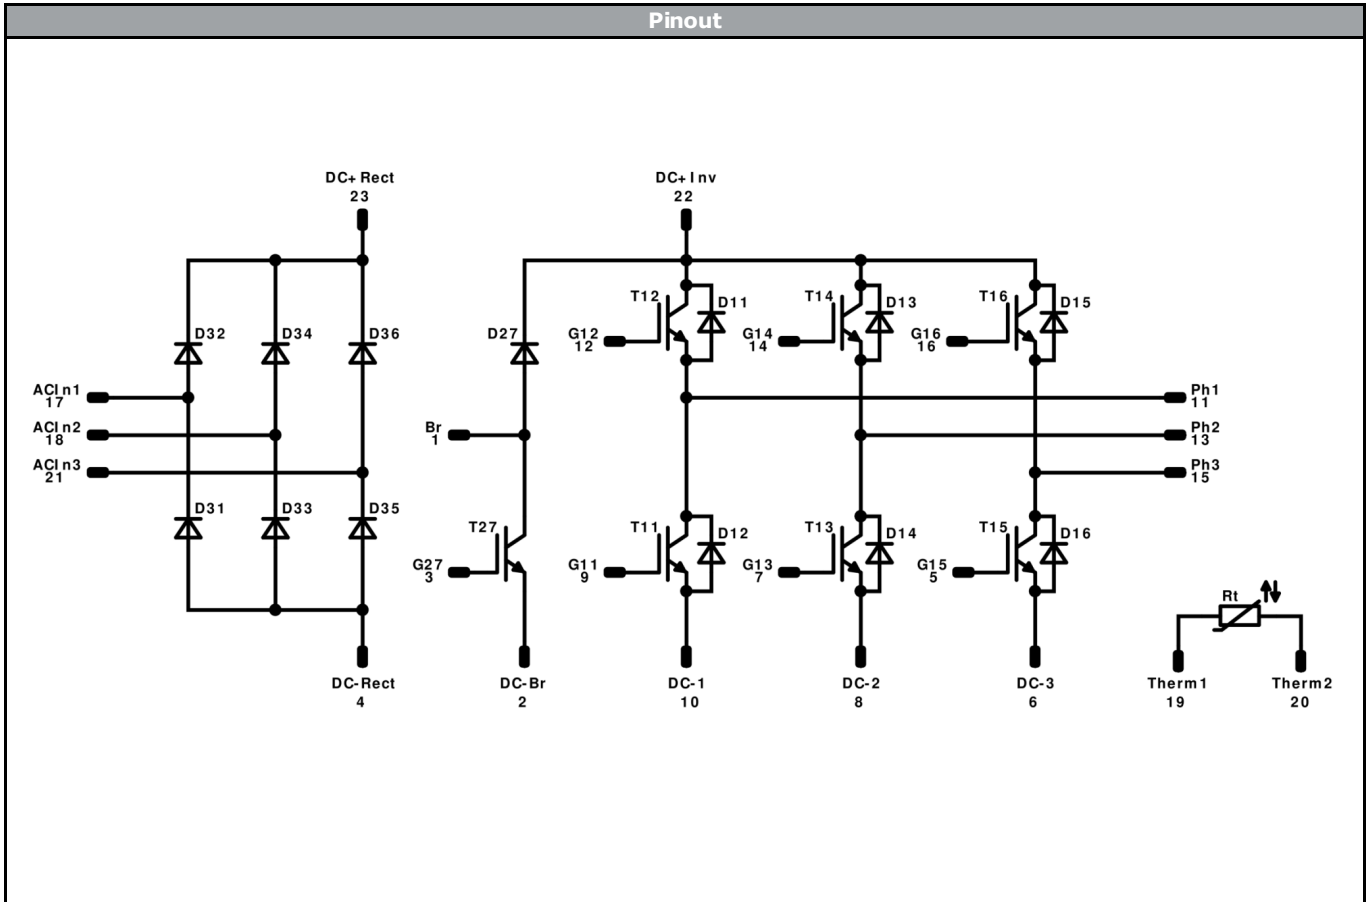 Pinout
DC+Rect
23
DC+Inv
22
T12
D11
T14
D13
T16
D15
D32
D34
D36
D27
G12
12
G14
14
G16
16
ACIn1
17
Ph1
11
ACIn2
18
Br
1
Ph2
13
ACIn3
21
Ph3
15
D31
D33
D35
T27
T11
D12
T13
D14
T15
D16
G27
3
G11
9
G13
7
G15
5
Rt
DC-Rect
4
DC-Br
2
DC-1
10
DC-2
8
DC-3
6
Therm1
19
Therm2
20